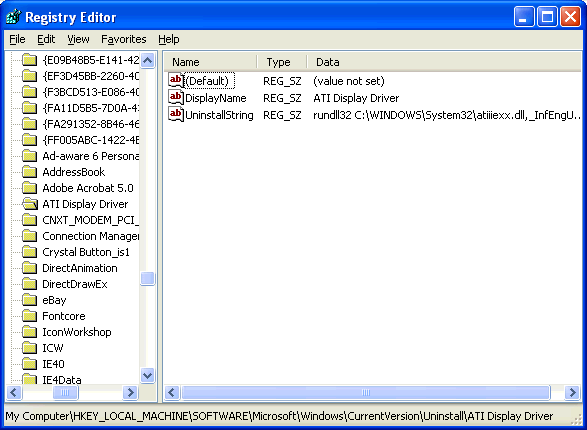 Registry Editor
File Edit View Favorites Help
{E09B48B5-E141-42
{EF3D45BB-2260-40
{F3BCD513-E086-40
{FA11D5B5-7D0A-43
{FA291352-8B46-46
{FF005ABC-1422-4B
Ad-aware 6 Persona
AddressBook
Adobe Acrobat 5.0
ATI Display Driver
CNXT_MODEM_PCI_
Connection Manager
Crystal Button_is1
DirectAnimation
DirectDrawEx
eBay
Fontcore
IconWorkshop
ICW
IE40
IE4Data
Name Type Data
(Default) REG_SZ (value not set)
DisplayName REG_SZ ATI Display Driver
UninstallString REG_SZ rundll32 C:\WINDOWS\System32\atiiiexx.dll,_InfEngU...
My Computer\HKEY_LOCAL_MACHINE\SOFTWARE\Microsoft\Windows\CurrentVersion\Uninstall\ATI Display Driver